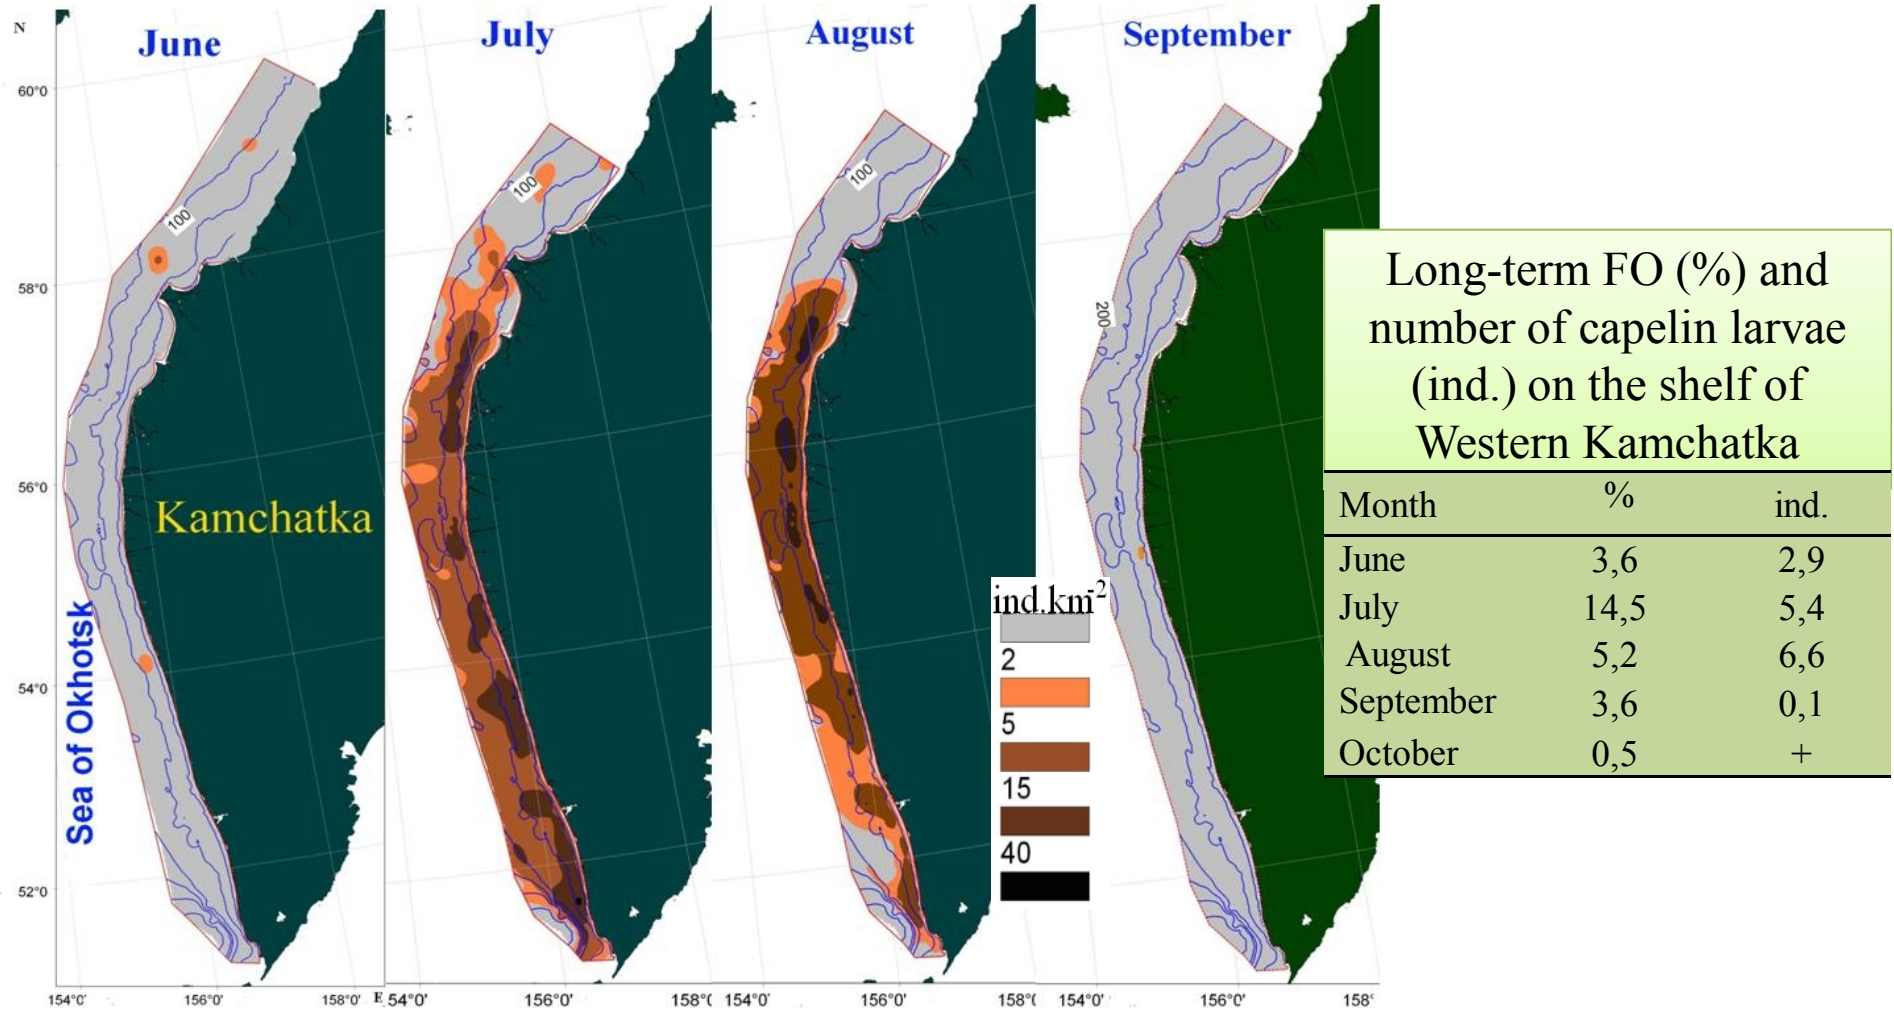 N
June
July
August
September
60°0
58°0
56°0
54°0
52°0
100
100
100
200
Kamchatka
Sea of Okhotsk
154°0'
156°0'
158°0'
E
54°0'
156°0'
158°(
154°0'
156°0'
158°(
154°0'
156°0'
158°
ind.km-2
2
5
15
40
Long-term FO (%) and
number of capelin larvae
(ind.) on the shelf of
Western Kamchatka
Month % ind.
June 3,6 2,9
July 14,5 5,4
August 5,2 6,6
September 3,6 0,1
October 0,5 +